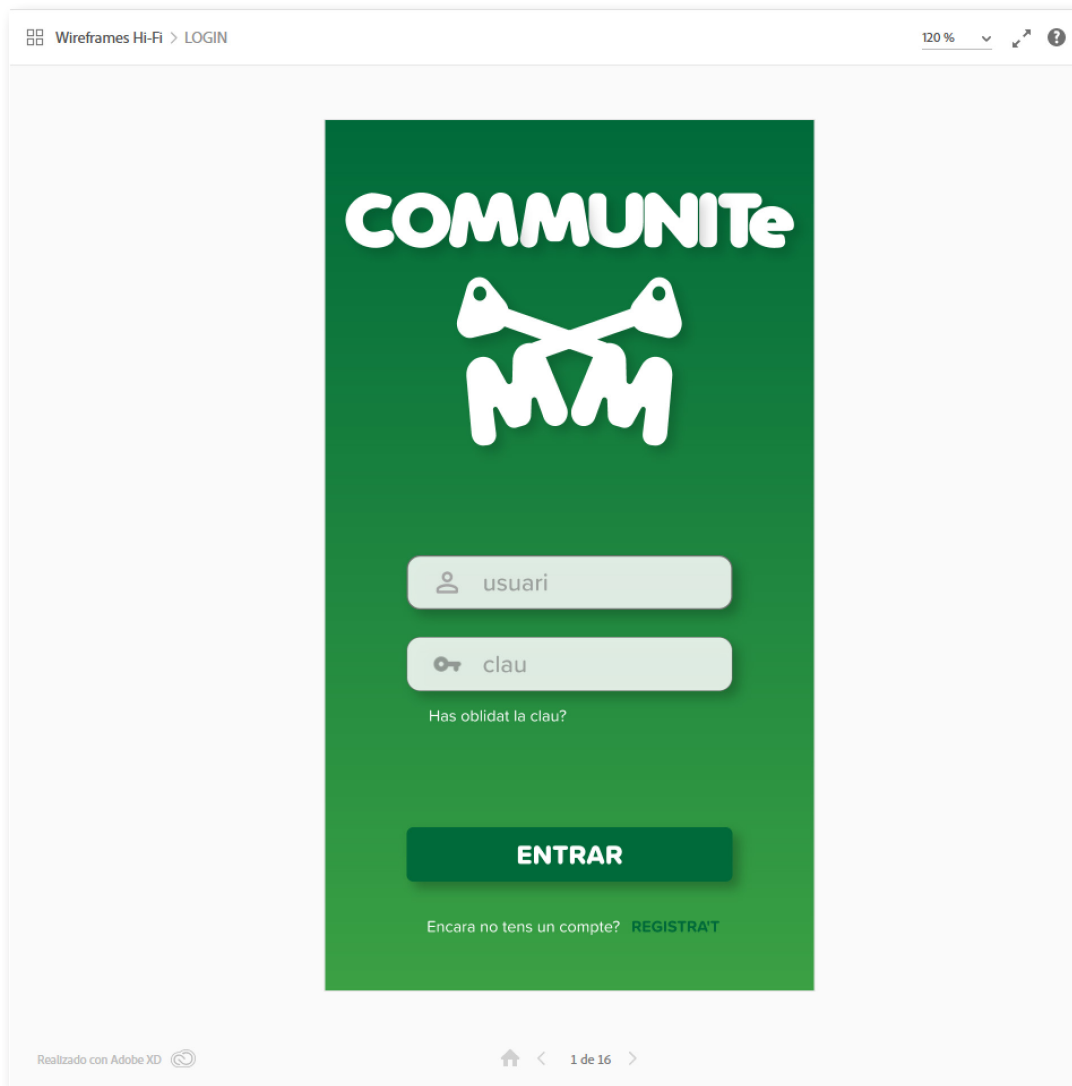 Wireframes Hi-Fi > LOGIN
120 %
COMMUNITe
MM
usuari
clau
Has oblidat la clau?
ENTRAR
Encara no tens un compte? REGISTRA'T
Realizado con Adobe XD
1 de 16